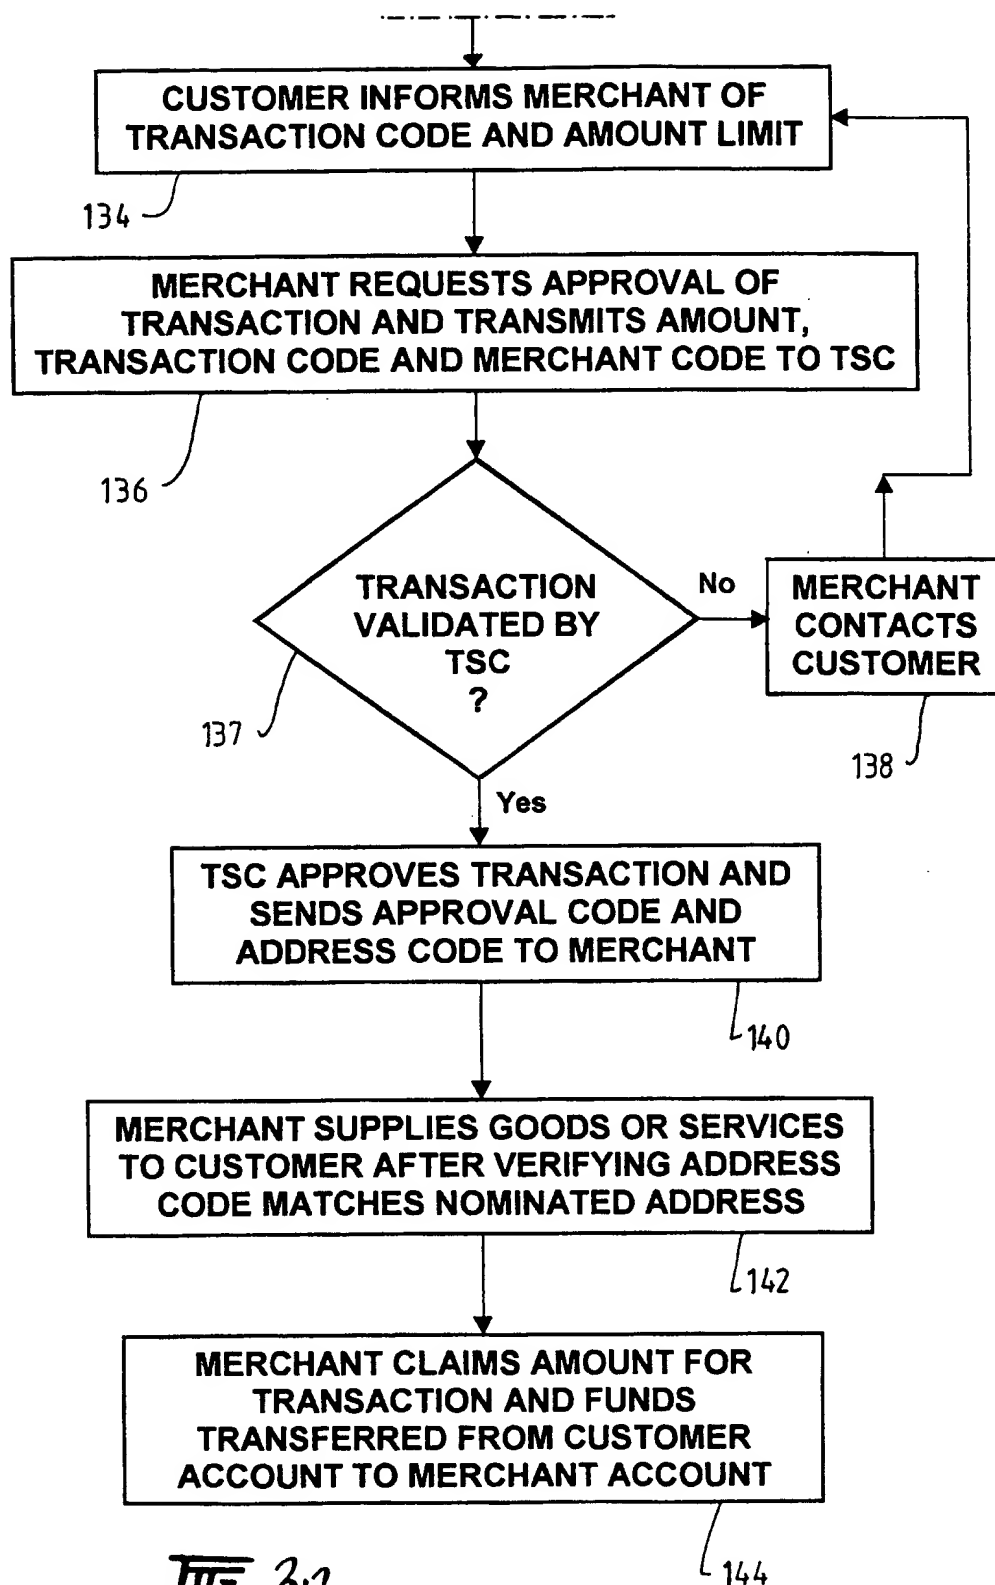 CUSTOMER INFORMS MERCHANT OF
TRANSACTION CODE AND AMOUNT LIMIT
134
MERCHANT REQUESTS APPROVAL OF
TRANSACTION AND TRANSMITS AMOUNT,
TRANSACTION CODE AND MERCHANT CODE TO TSC
136
TRANSACTION
VALIDATED BY
TSC
?
137
No
MERCHANT
CONTACTS
CUSTOMER
138
Yes
TSC APPROVES TRANSACTION AND
SENDS APPROVAL CODE AND
ADDRESS CODE TO MERCHANT
140
MERCHANT SUPPLIES GOODS OR SERVICES
TO CUSTOMER AFTER VERIFYING ADDRESS
CODE MATCHES NOMINATED ADDRESS
142
MERCHANT CLAIMS AMOUNT FOR
TRANSACTION AND FUNDS
TRANSFERRED FROM CUSTOMER
ACCOUNT TO MERCHANT ACCOUNT
144